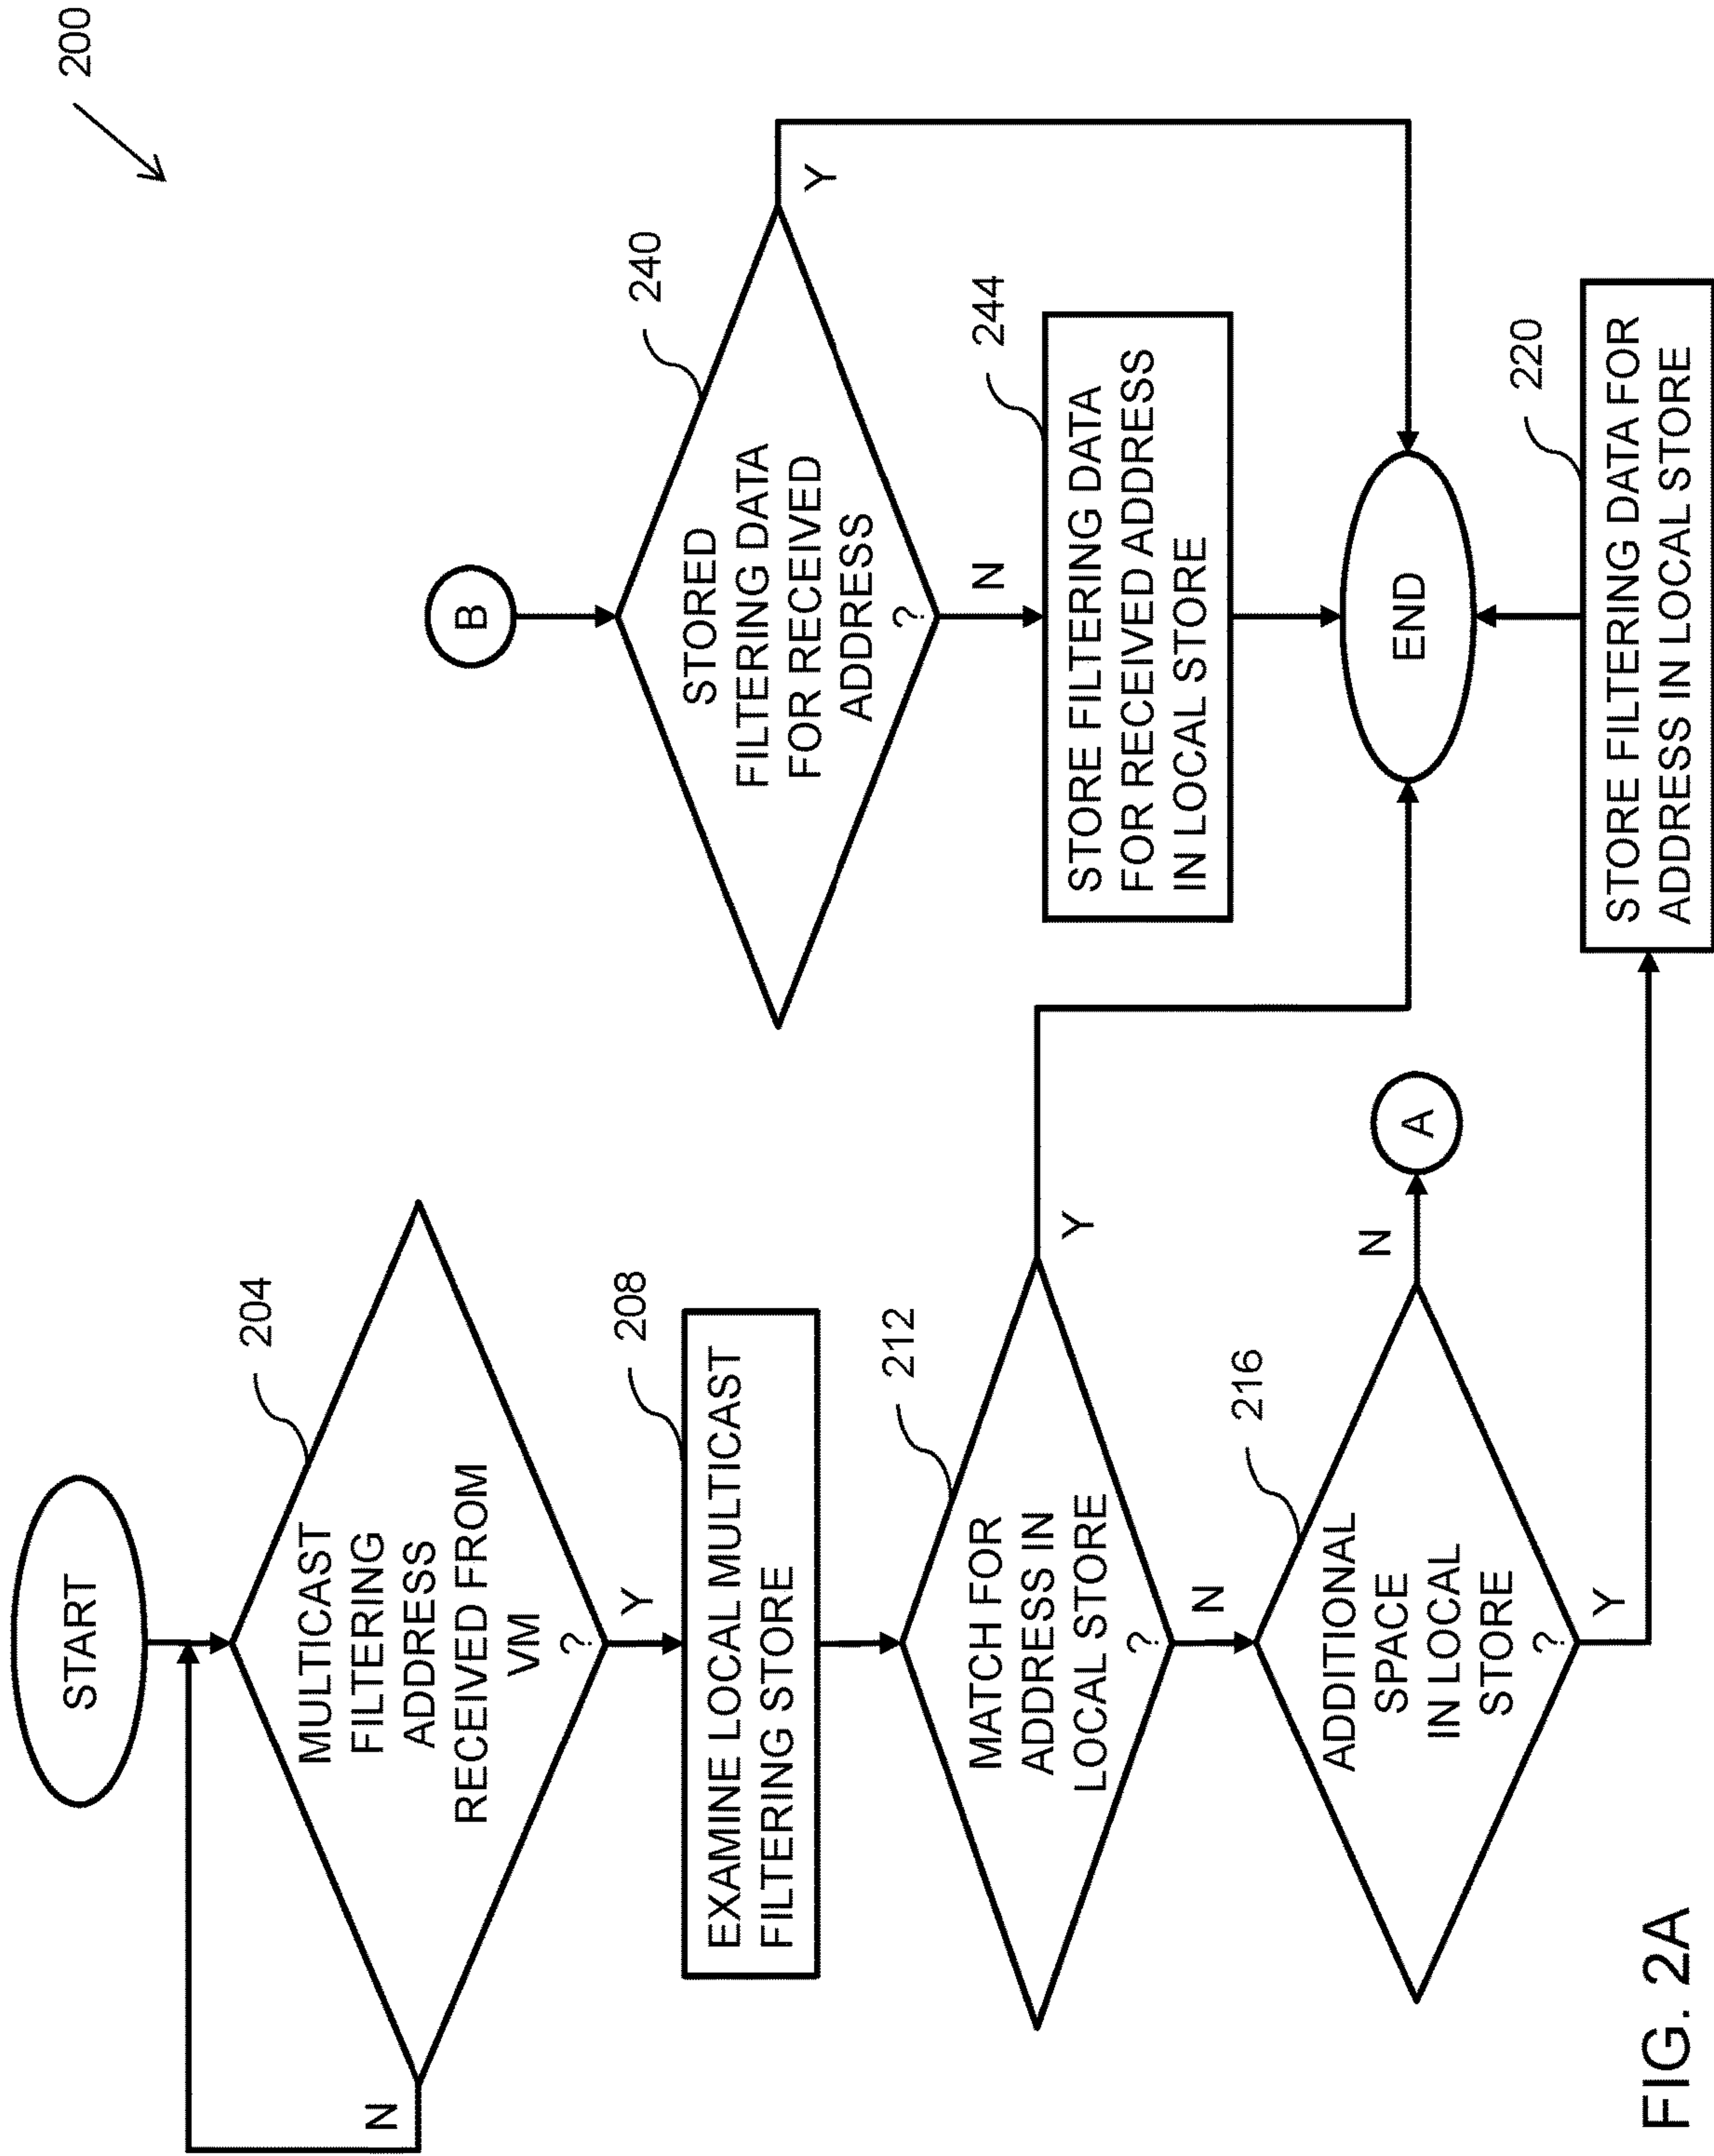 200
START
MULTICAST
FILTERING
ADDRESS
RECEIVED FROM
VM
?
204
N
Y
EXAMINE LOCAL MULTICAST
FILTERING STORE
208
MATCH FOR
ADDRESS IN
LOCAL STORE
?
212
Y
N
ADDITIONAL
SPACE
IN LOCAL
STORE
?
216
N
A
Y
B
STORED
FILTERING DATA
FOR RECEIVED
ADDRESS
?
240
Y
N
STORE FILTERING DATA
FOR RECEIVED ADDRESS
IN LOCAL STORE
244
END
STORE FILTERING DATA FOR
ADDRESS IN LOCAL STORE
220
FIG. 2A